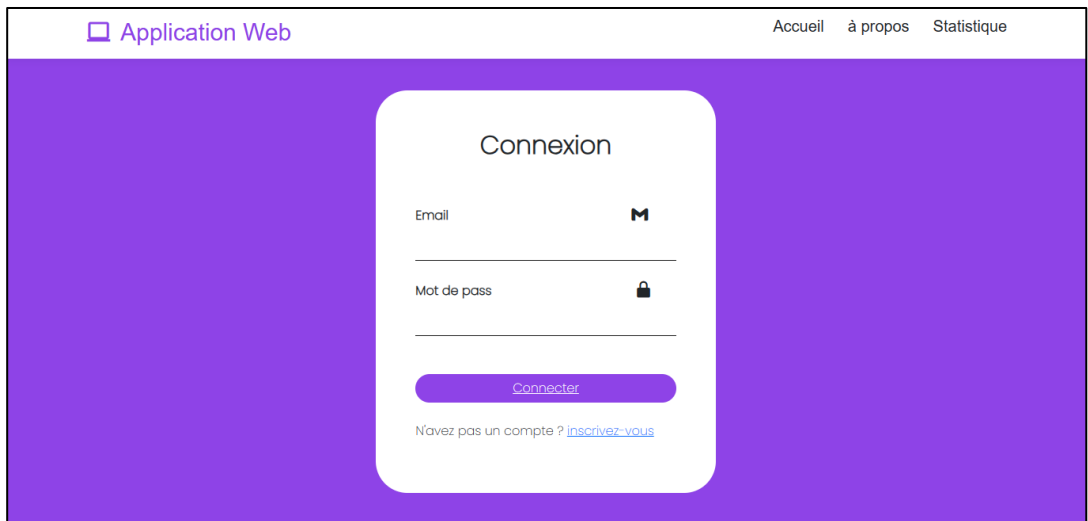 Application Web
Accueil à propos Statistique
Connexion
Email
Mot de pass
Connecter
N'avez pas un compte ? inscrivez-vous